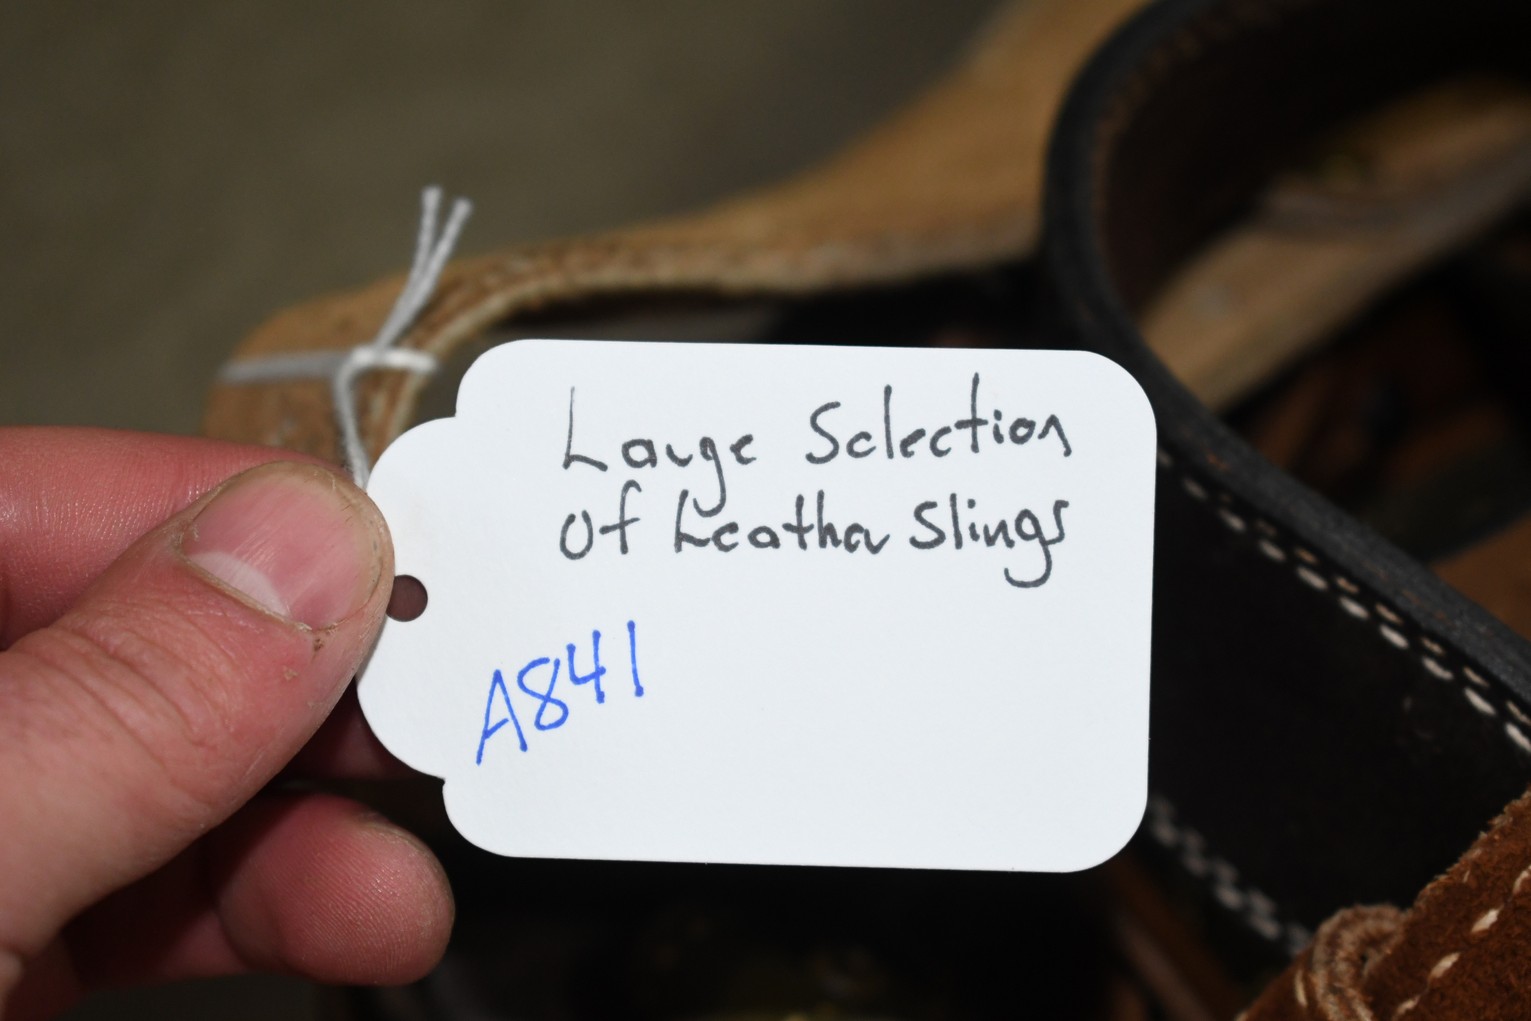 Large Selection
Of Leather Slings
A841